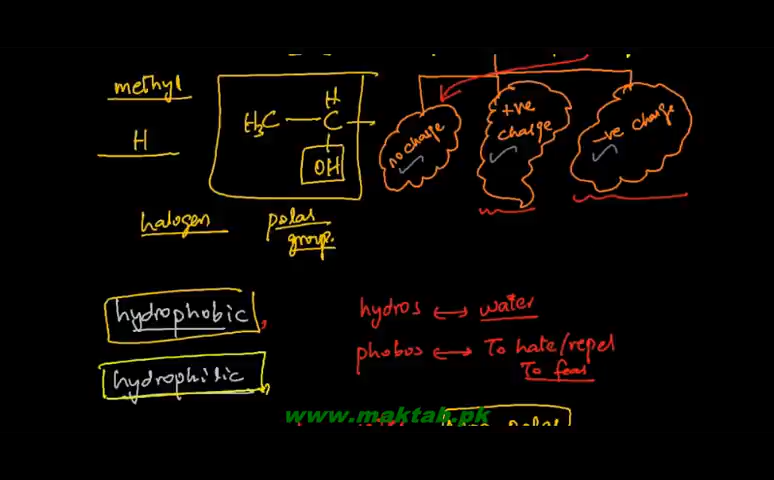 methyl
H
halogen
H
H3C — C —
OH
polar
group.
no charge
+ve
charge
-ve charge
hydrophobic,
hydrophilic,
hydros ↔ water
phobos ↔ To hate/repel
To fear
www.maktab.pk